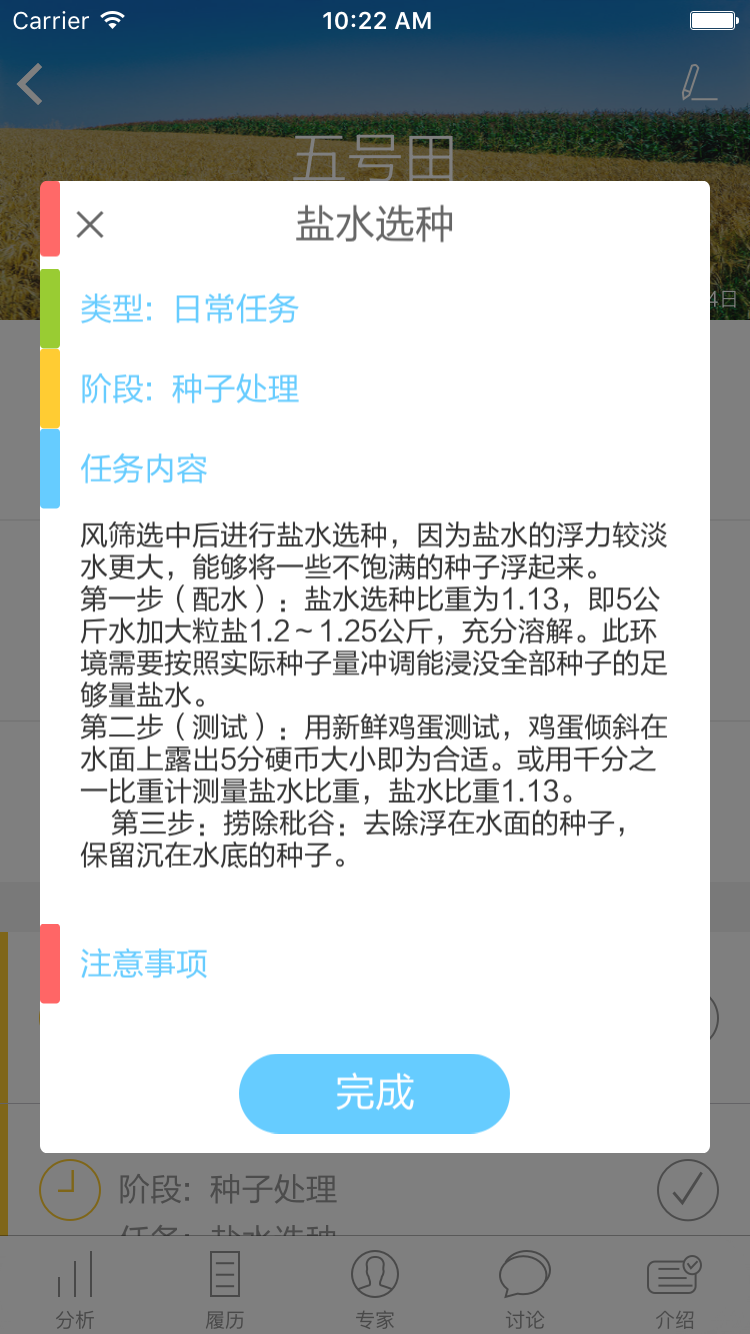 Carrier
10:22 AM
五号田
盐水选种
4日
类型: 日常任务
阶段: 种子处理
任务内容
风筛选中后进行盐水选种，因为盐水的浮力较淡
水更大，能够将一些不饱满的种子浮起来。
第一步（配水）：盐水选种比重为1.13，即5公
斤水加大粒盐1.2～1.25公斤，充分溶解。此环
境需要按照实际种子量冲调能浸没全部种子的足
够量盐水。
第二步（测试）：用新鲜鸡蛋测试，鸡蛋倾斜在
水面上露出5分硬币大小即为合适。或用千分之
一比重计测量盐水比重，盐水比重1.13。
第三步：捞除秕谷：去除浮在水面的种子，
保留沉在水底的种子。
注意事项
完成
阶段: 种子处理
任务: 盐水选种
分析
履历
专家
讨论
介绍